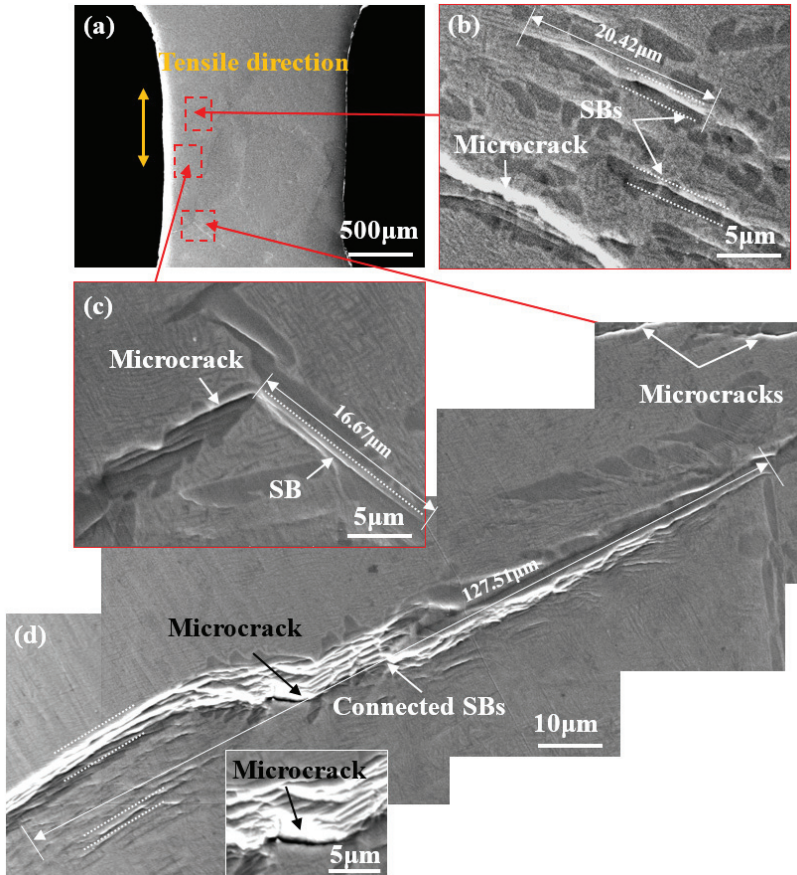 (a)
Tensile direction
500μm
(b)
20.42μm
SBs
Microcrack
5μm
(c)
Microcrack
16.67μm
SB
5μm
Microcracks
(d)
127.51μm
Microcrack
Connected SBs
10μm
Microcrack
5μm